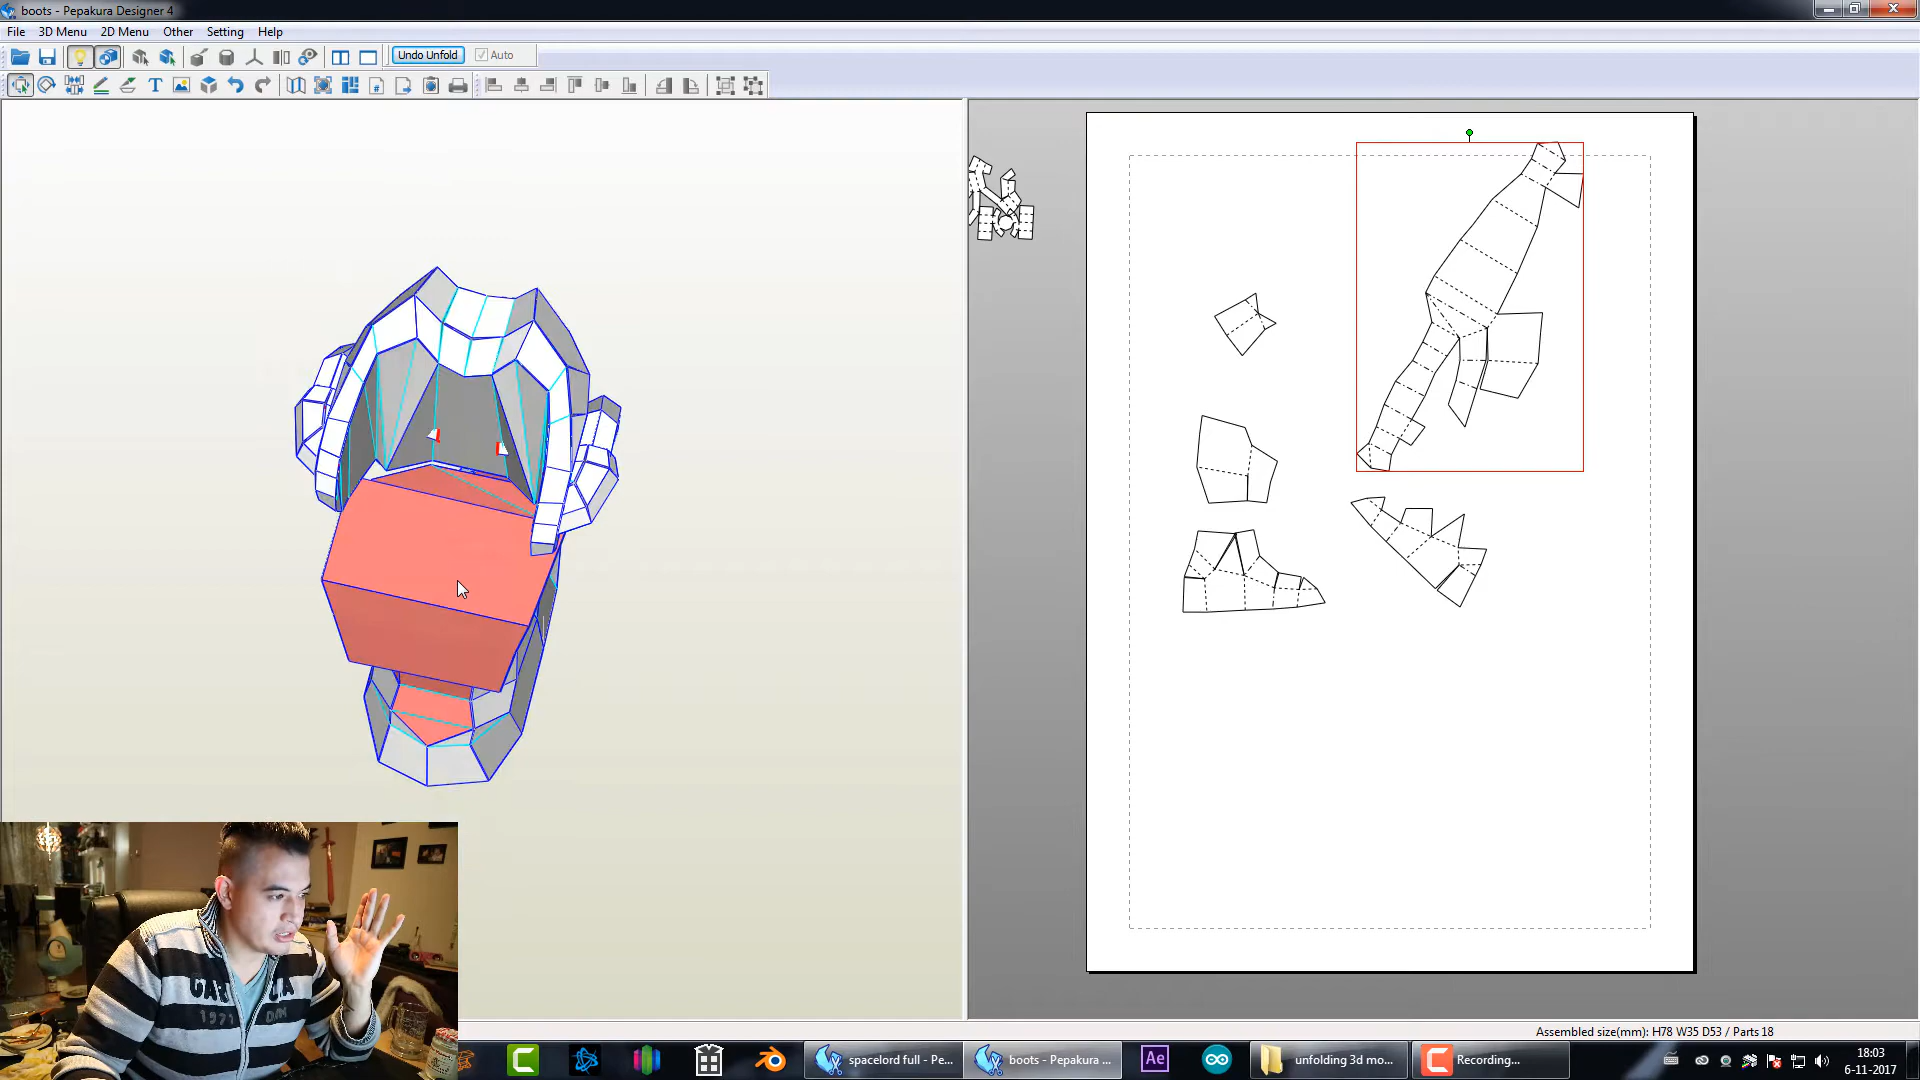 boots - Pepakura Designer 4
File 3D Menu 2D Menu Other Setting Help
Undo Unfold Auto
T
Assembled size(mm): H78 W35 D53 / Parts 18
1977
spacelord full - Pe...
boots - Pepakura ...
Ae
unfolding 3d mo...
Recording...
18:03
6-11-2017